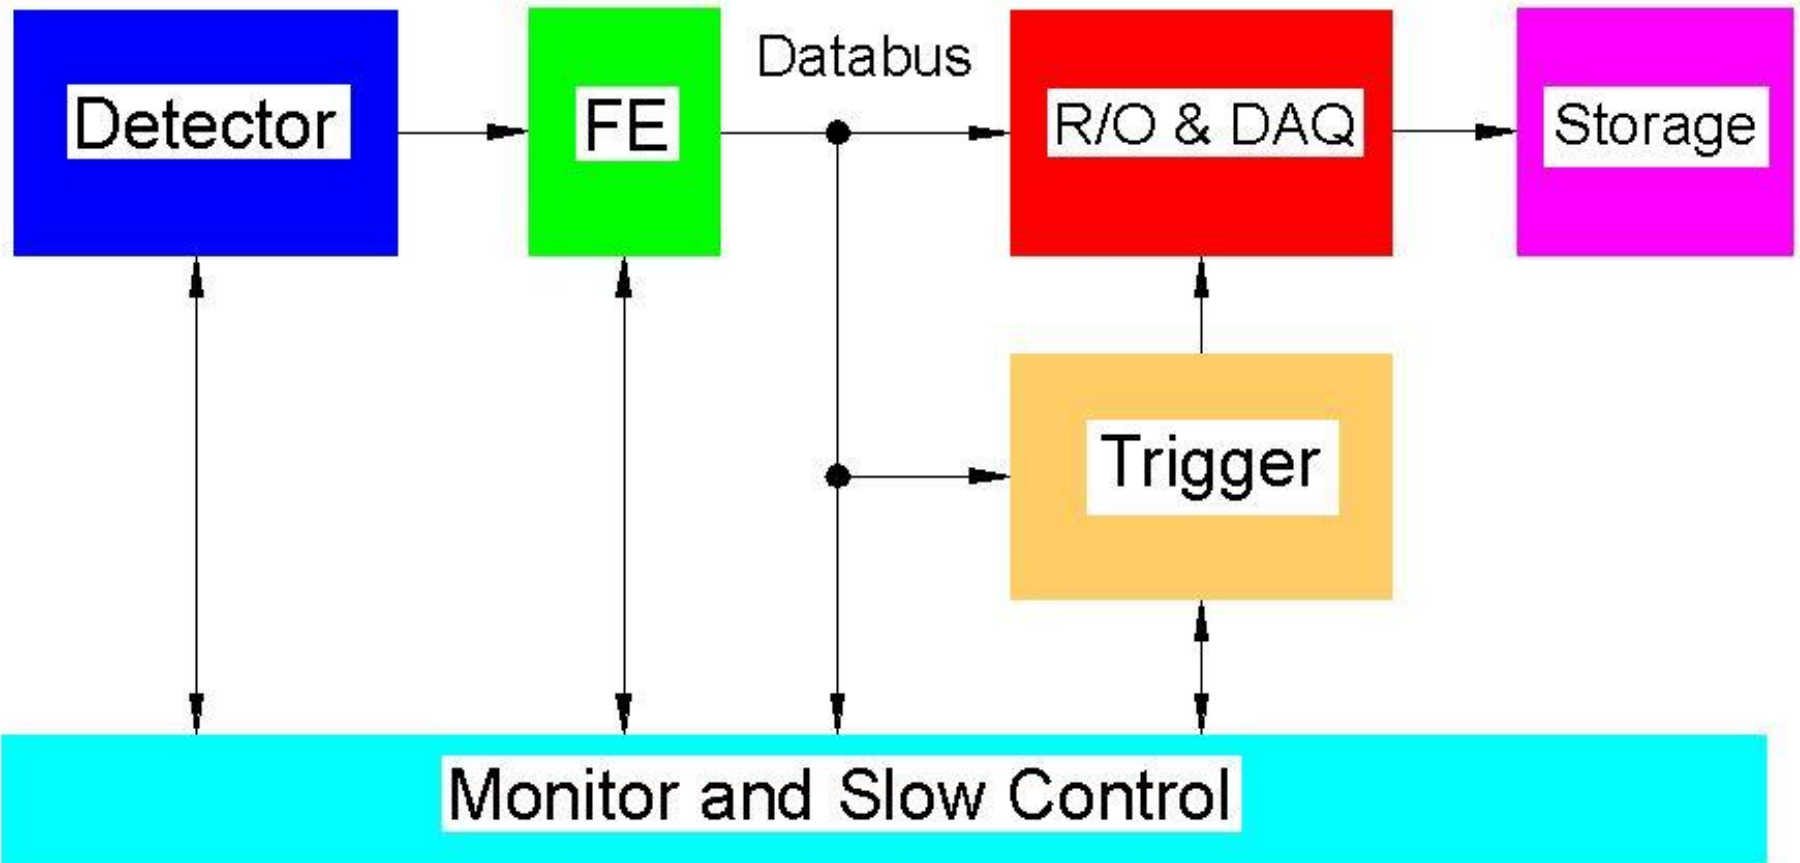 Detector
FE
Databus
R/O & DAQ
Storage
Trigger
Monitor and Slow Control